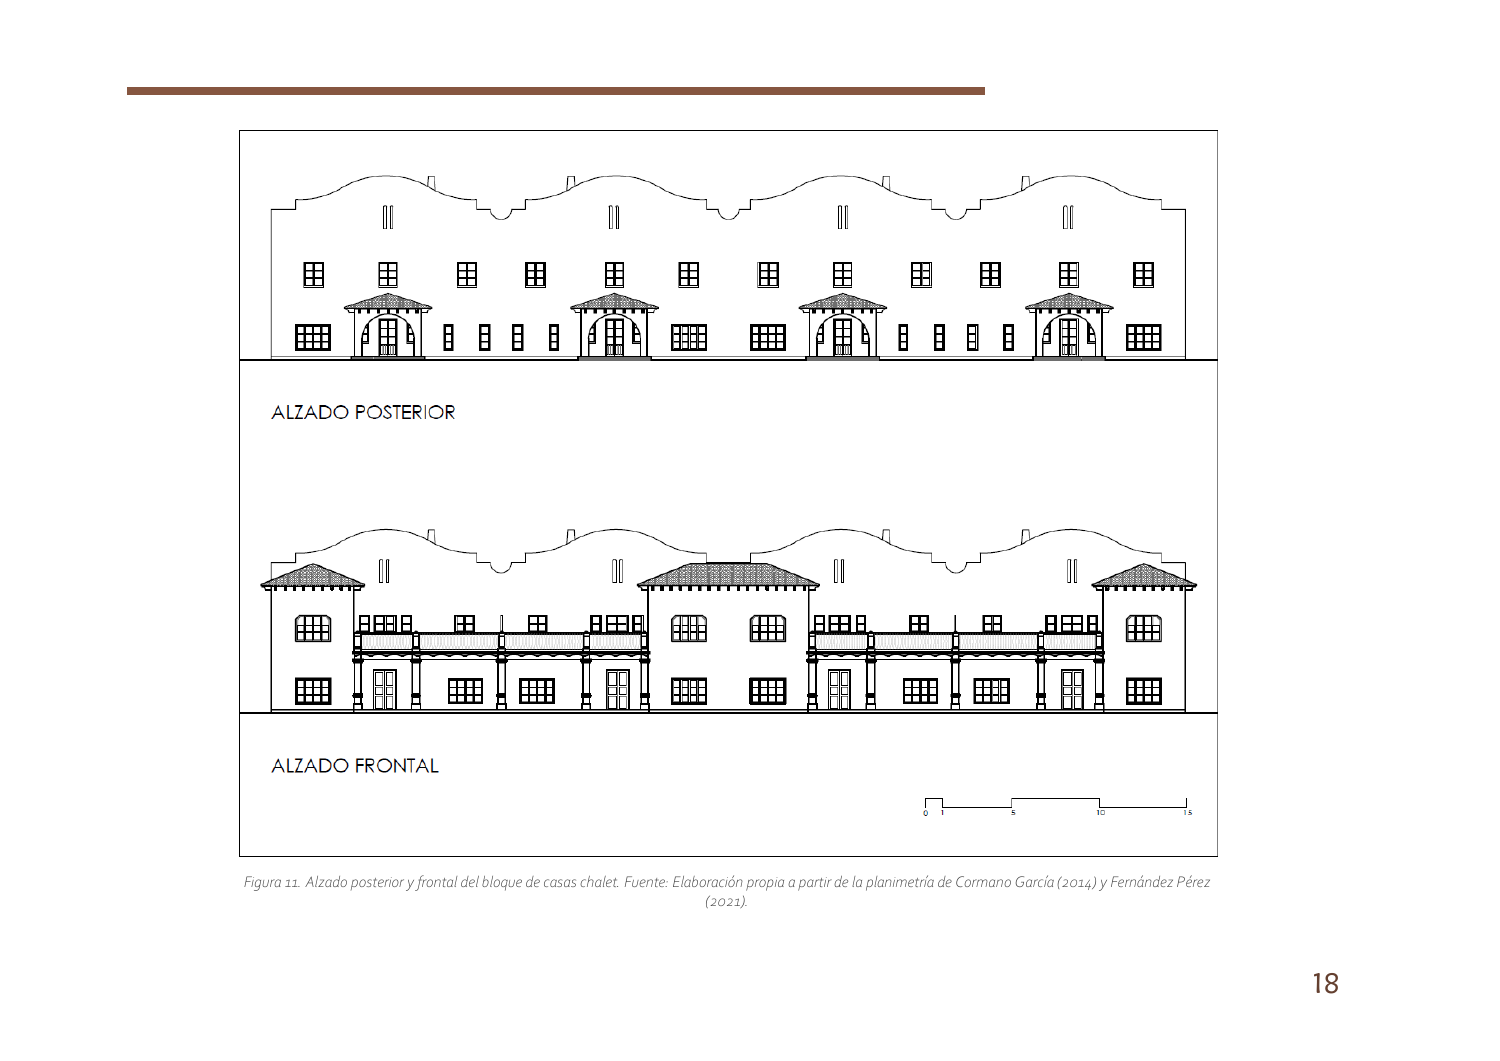 ALZADO POSTERIOR
ALZADO FRONTAL
0 1 5 10 15
Figura 11. Alzado posterior y frontal del bloque de casas chalet. Fuente: Elaboración propia a partir de la planimetría de Cormano García (2014) y Fernández Pérez
(2021).
18